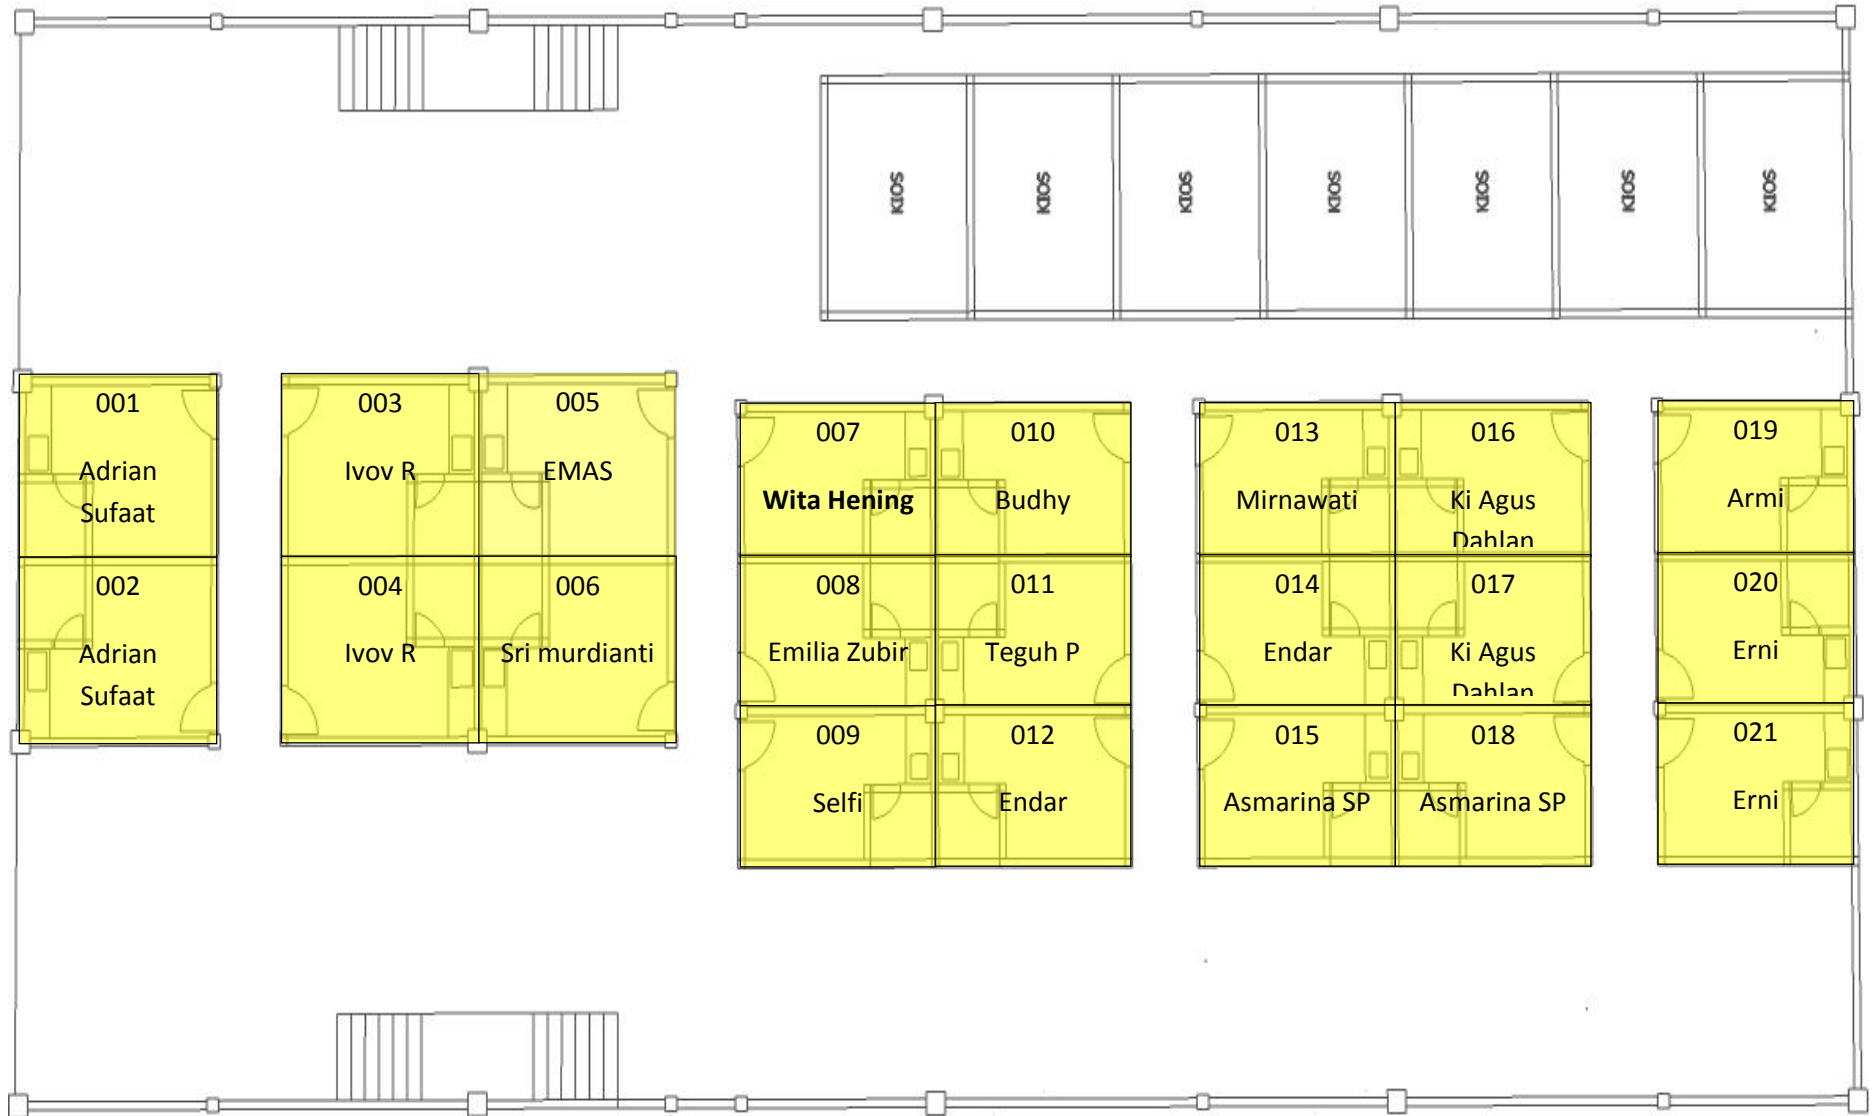 KIOS
KIOS
KIOS
KIOS
KIOS
KIOS
KIOS
001
Adrian
Sufaat
002
Adrian
Sufaat
003
Ivov R
004
Ivov R
005
EMAS
006
Sri murdianti
007
Wita Hening
008
Emilia Zubir
009
Selfi
010
Budhy
011
Teguh P
012
Endar
013
Mirnawati
014
Endar
015
Asmarina SP
016
Ki Agus
Dahlan
017
Ki Agus
Dahlan
018
Asmarina SP
019
Armi
020
Erni
021
Erni